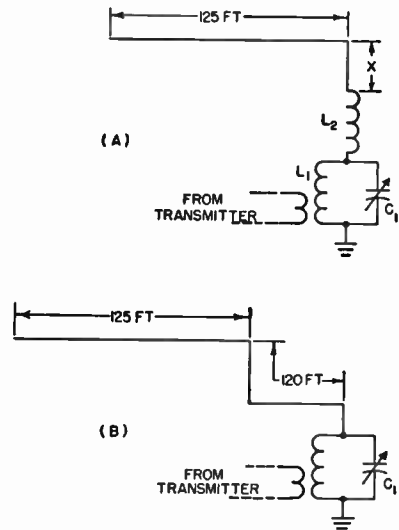 125 FT
X
L2
(A)
L1
C1
FROM
TRANSMITTER
125 FT
120 FT
(B)
FROM
TRANSMITTER
C1